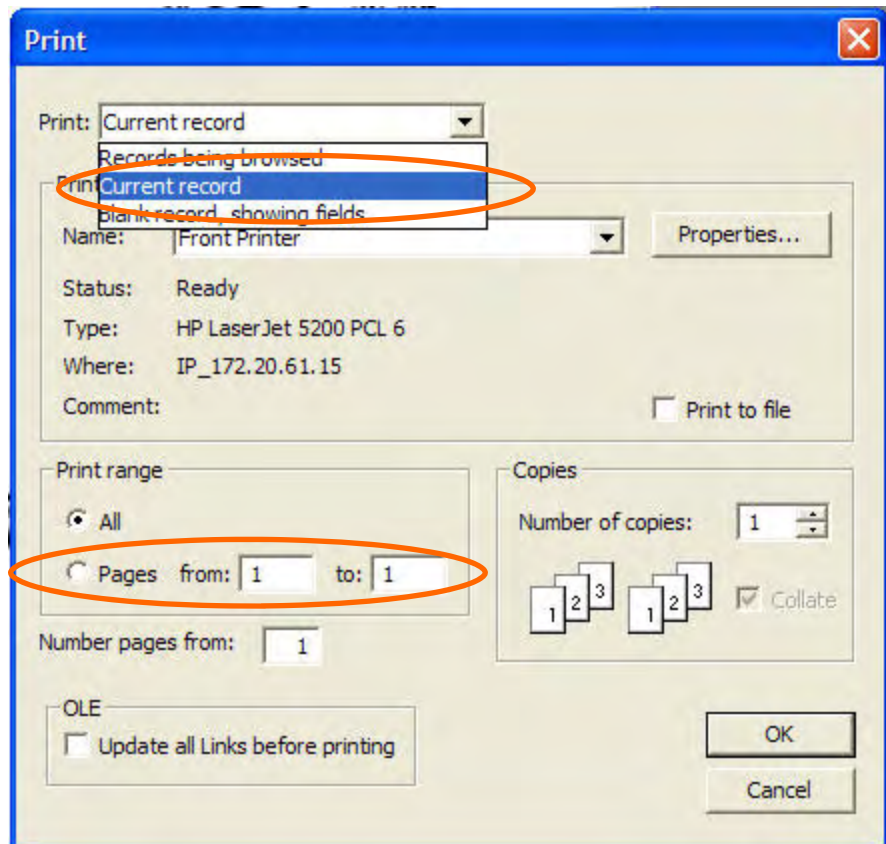 Print
Print: Current record
Records being browsed
Print
Current record
Blank record, showing fields
Name: Front Printer Properties...
Status: Ready
Type: HP LaserJet 5200 PCL 6
Where: IP_172.20.61.15
Comment: Print to file
Print range
Copies
All
Number of copies: 1
Pages from: 1 to: 1
1 2 3 1 2 3
Collate
Number pages from: 1
OLE
Update all Links before printing
OK
Cancel